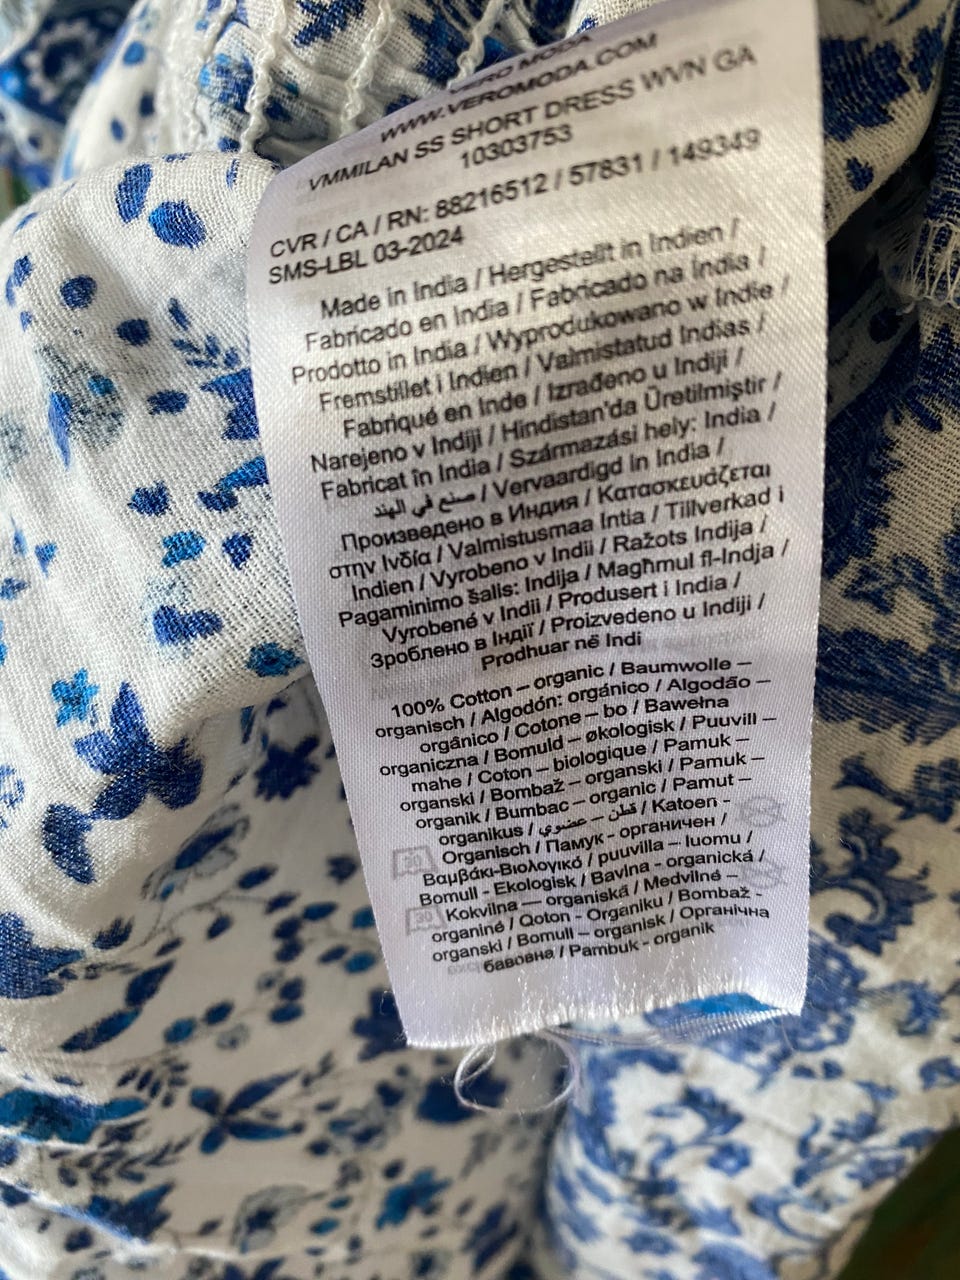 VERO MODA
WWW.VEROMODA.COM
VMMILAN SS SHORT DRESS WVN GA
10303753
CVR / CA / RN: 88216512 / 57831 / 149349
SMS-LBL 03-2024
Made in India / Hergestellt in Indien /
Fabricado en India / Fabricado na Índia /
Prodotto in India / Wyprodukowano w Indie /
Fremstillet i Indien / Valmistatud Indias /
Fabriqué en Inde / Izrađeno u Indiji /
Narejeno v Indiji / Hindistan'da Üretilmiştir /
Fabricat în India / Származási hely: India /
صنع في الهند / Vervaardigd in India /
Произведено в Индия / Κατασκευάζεται
στην Ινδία / Valmistusmaa Intia / Tillverkad i
Indien / Vyrobeno v Indii / Ražots Indija /
Pagaminimo šalis: Indija / Magħmul fl-Indja /
Vyrobené v Indii / Produsert i India /
Зроблено в Індії / Proizvedeno u Indiji /
Prodhuar në Indi
100% Cotton – organic / Baumwolle –
organisch / Algodón: orgánico / Algodão –
orgânico / Cotone – bo / Bawełna
organiczna / Bomuld – økologisk / Puuvill –
mahe / Coton – biologique / Pamuk –
organski / Bombaž – organski / Pamuk –
organik / Bumbac – organic / Pamut –
organikus / قطن – عضوي / Katoen -
Organisch / Памук - органичен /
Βαμβάκι-Βιολογικό / puuvilla – luomu /
Bomull - Ekologisk / Bavlna - organická /
Kokvilna — organiskā / Medvilnė –
organinė / Qoton - Organiku / Bombaž -
organski / Bomull – organisk / Органічна
бавовна / Pambuk - organik